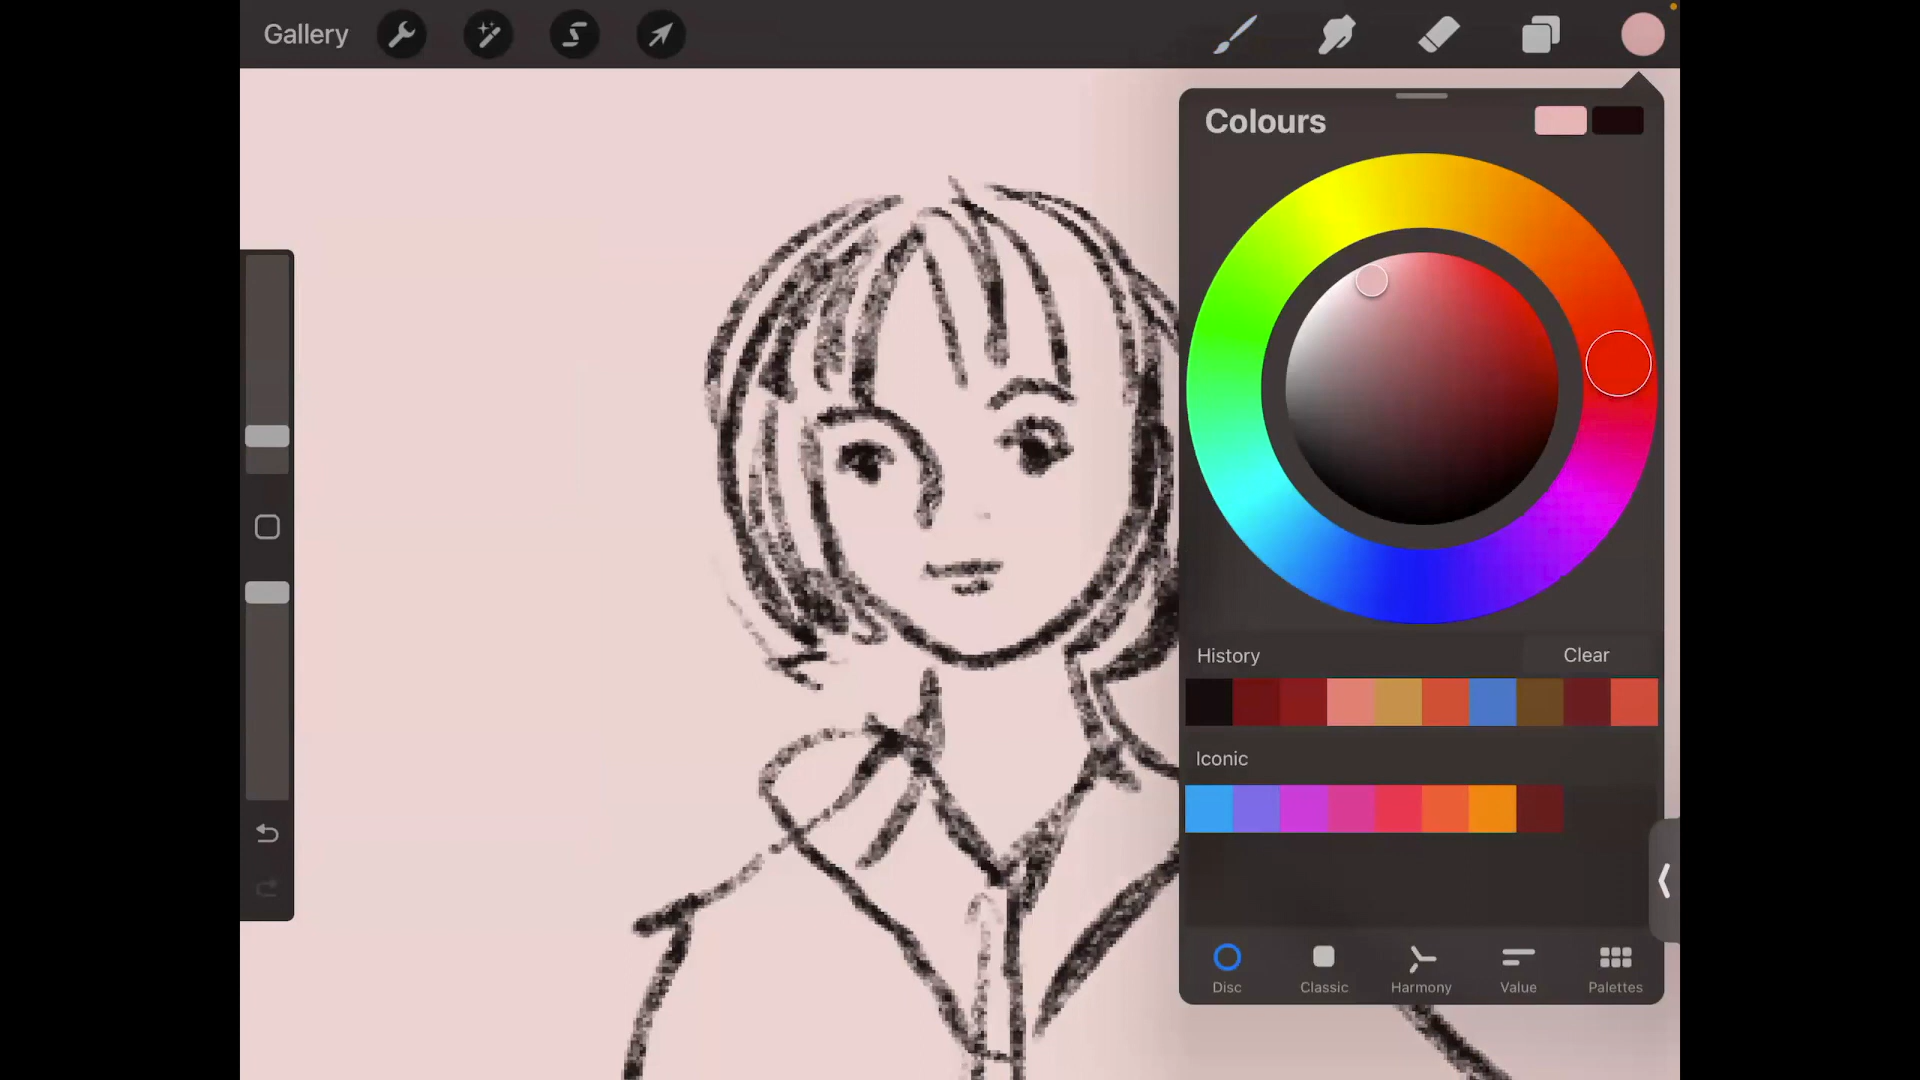 Gallery
Colours
History
Clear
Iconic
Disc
Classic
Harmony
Value
Palettes